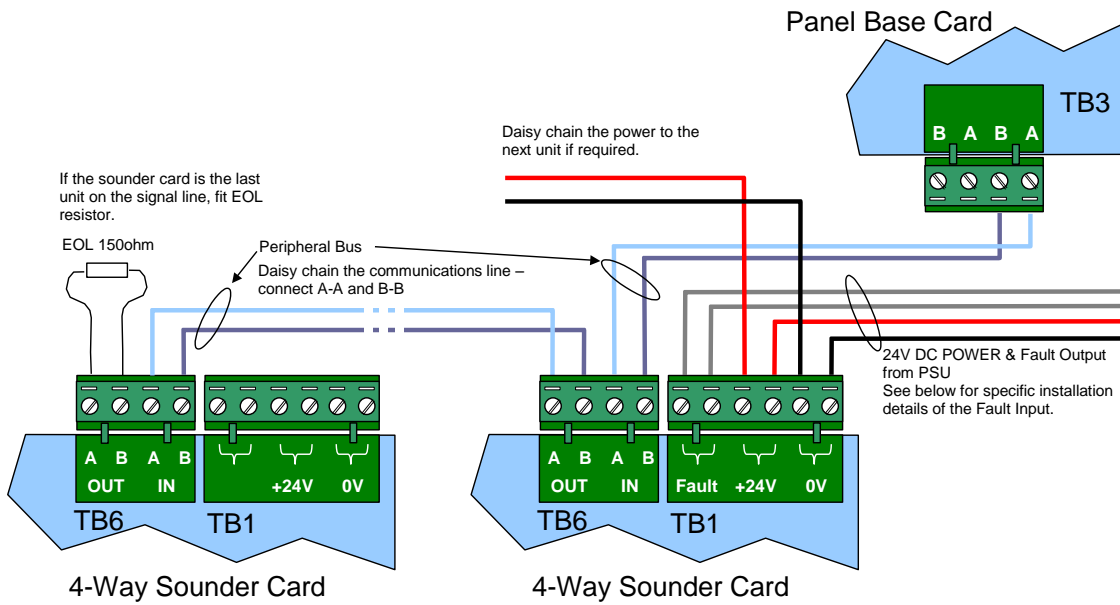 Panel Base Card
TB3
B A B A
Daisy chain the power to the
next unit if required.
If the sounder card is the last
unit on the signal line, fit EOL
resistor.
EOL 150ohm
Peripheral Bus
Daisy chain the communications line –
connect A-A and B-B
24V DC POWER & Fault Output
from PSU
See below for specific installation
details of the Fault Input.
A B A B
OUT IN
+24V 0V
TB6
TB1
4-Way Sounder Card
A B A B
OUT IN
Fault +24V 0V
TB6
TB1
4-Way Sounder Card